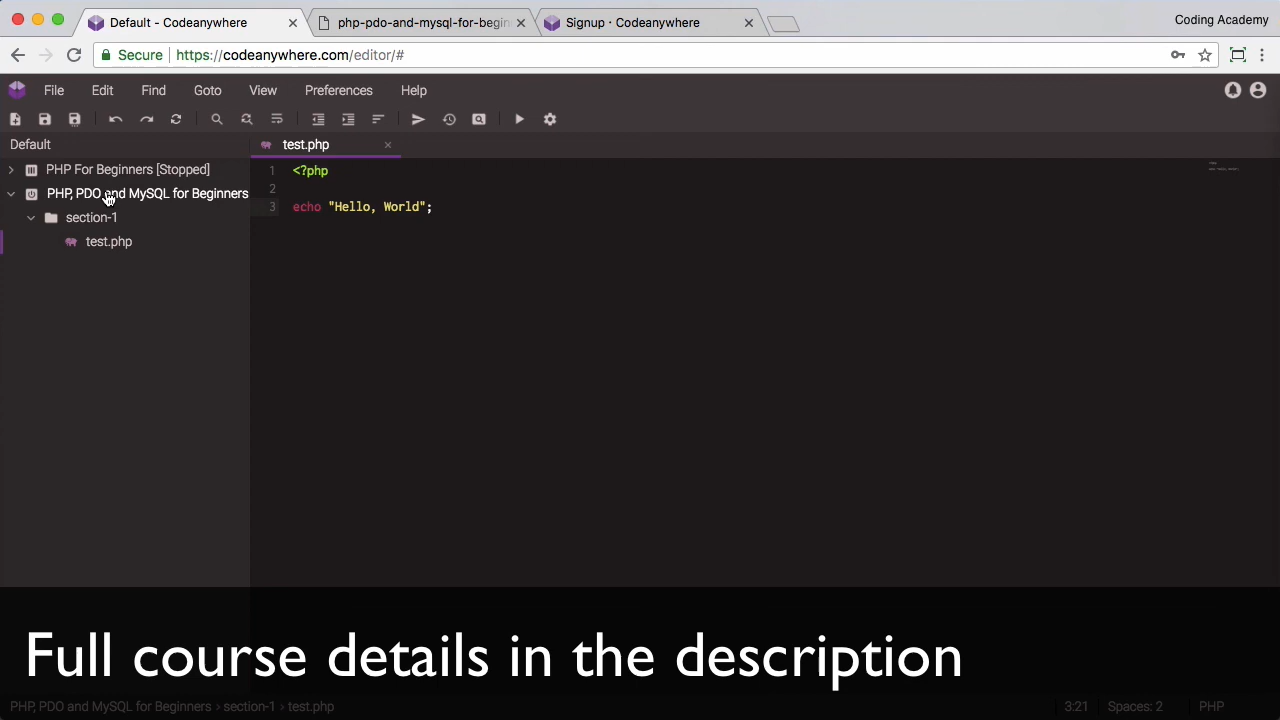 Default - Codeanywhere
php-pdo-and-mysql-for-begin
Signup · Codeanywhere
Coding Academy
Secure
https://codeanywhere.com/editor/#
File Edit Find Goto View Preferences Help
Default
test.php
PHP For Beginners [Stopped]
PHP, PDO and MySQL for Beginners
section-1
test.php
1 <?php
2
3 echo "Hello, World";
Full course details in the description
PHP, PDO and MySQL for Beginners › section-1 › test.php
3:21 Spaces: 2 PHP